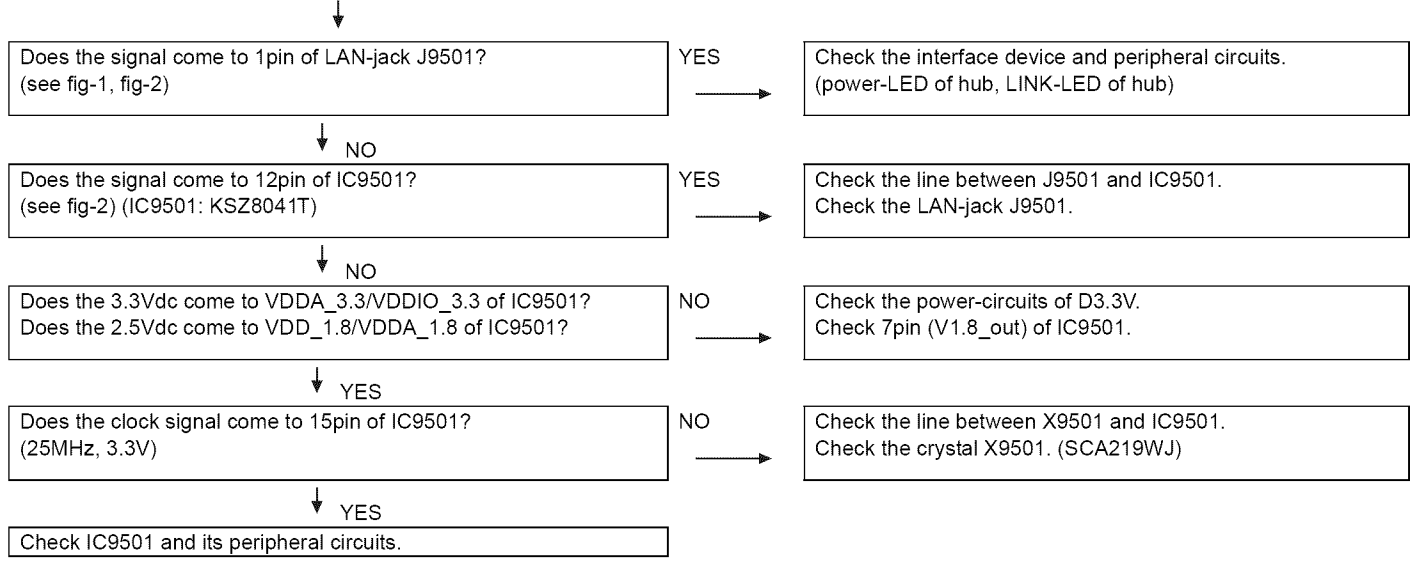 Does the signal come to 1pin of LAN-jack J9501?
(see fig-1, fig-2)
YES
Check the interface device and peripheral circuits.
(power-LED of hub, LINK-LED of hub)
NO
Does the signal come to 12pin of IC9501?
(see fig-2) (IC9501: KSZ8041T)
YES
Check the line between J9501 and IC9501.
Check the LAN-jack J9501.
NO
Does the 3.3Vdc come to VDDA_3.3/VDDIO_3.3 of IC9501?
Does the 2.5Vdc come to VDD_1.8/VDDA_1.8 of IC9501?
NO
Check the power-circuits of D3.3V.
Check 7pin (V1.8_out) of IC9501.
YES
Does the clock signal come to 15pin of IC9501?
(25MHz, 3.3V)
NO
Check the line between X9501 and IC9501.
Check the crystal X9501. (SCA219WJ)
YES
Check IC9501 and its peripheral circuits.